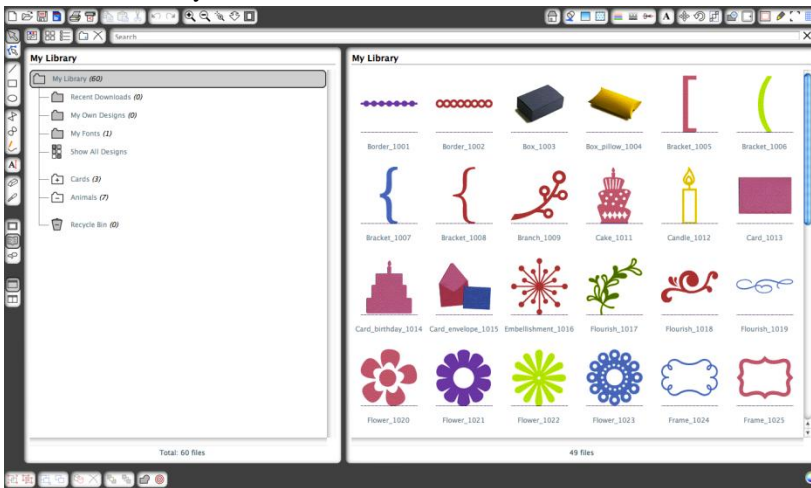 Search
My Library
My Library (60)
Recent Downloads (0)
My Own Designs (0)
My Fonts (1)
Show All Designs
Cards (3)
Animals (7)
Recycle Bin (0)
Total: 60 files
My Library
Border_1001 Border_1002 Box_1003 Box_pillow_1004 Bracket_1005 Bracket_1006
Bracket_1007 Bracket_1008 Branch_1009 Cake_1011 Candle_1012 Card_1013
Card_birthday_1014 Card_envelope_1015 Embellishment_1016 Flourish_1017 Flourish_1018 Flourish_1019
Flower_1020 Flower_1021 Flower_1022 Flower_1023 Frame_1024 Frame_1025
49 files